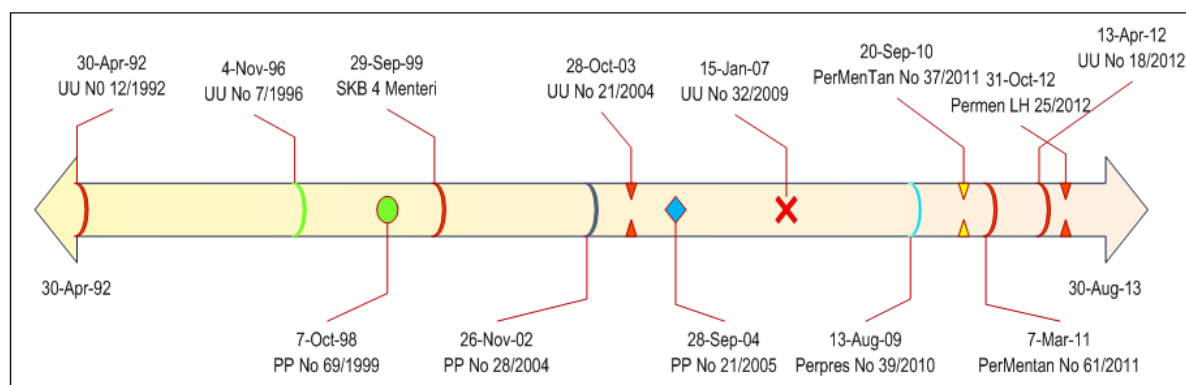 30-Apr-92
UU N0 12/1992
4-Nov-96
UU No 7/1996
29-Sep-99
SKB 4 Menteri
28-Oct-03
UU No 21/2004
15-Jan-07
UU No 32/2009
20-Sep-10
PerMenTan No 37/2011
31-Oct-12
Permen LH 25/2012
13-Apr-12
UU No 18/2012
30-Apr-92
30-Aug-13
7-Oct-98
PP No 69/1999
26-Nov-02
PP No 28/2004
28-Sep-04
PP No 21/2005
13-Aug-09
Perpres No 39/2010
7-Mar-11
PerMentan No 61/2011